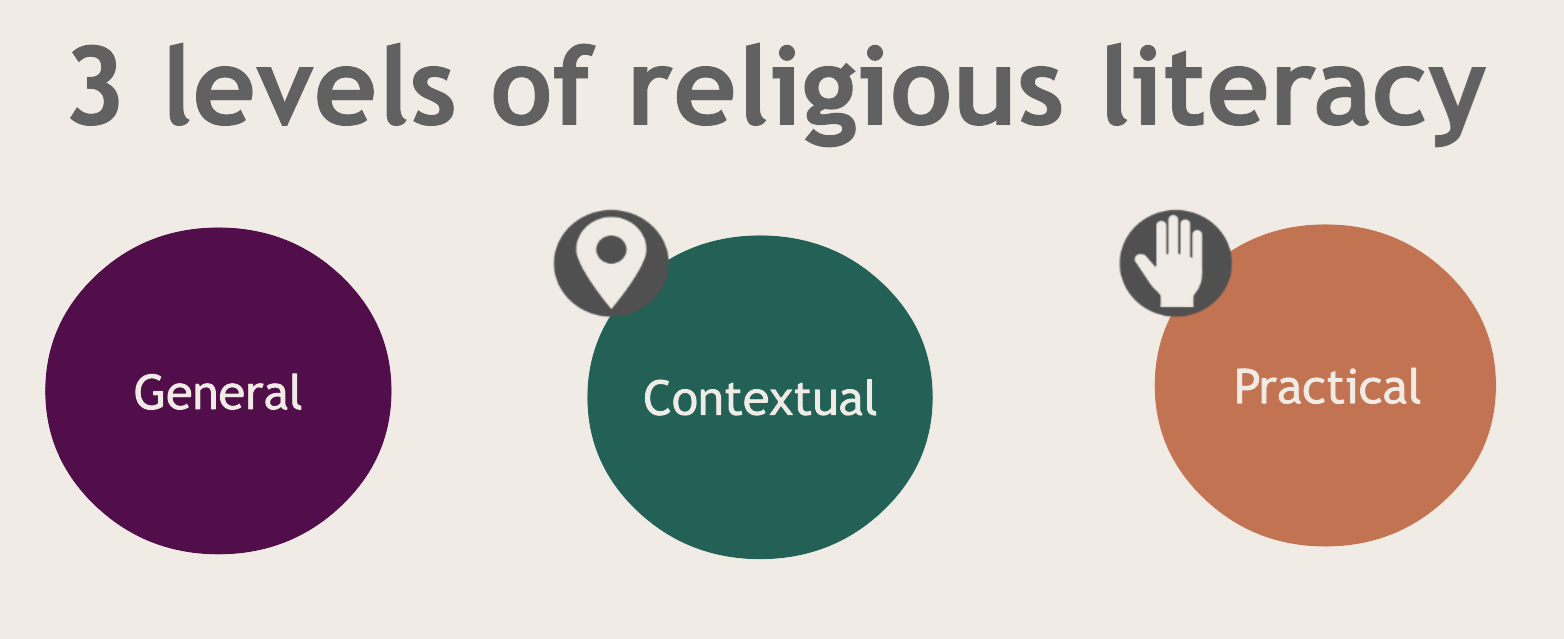 3 levels of religious literacy
General
Contextual
Practical